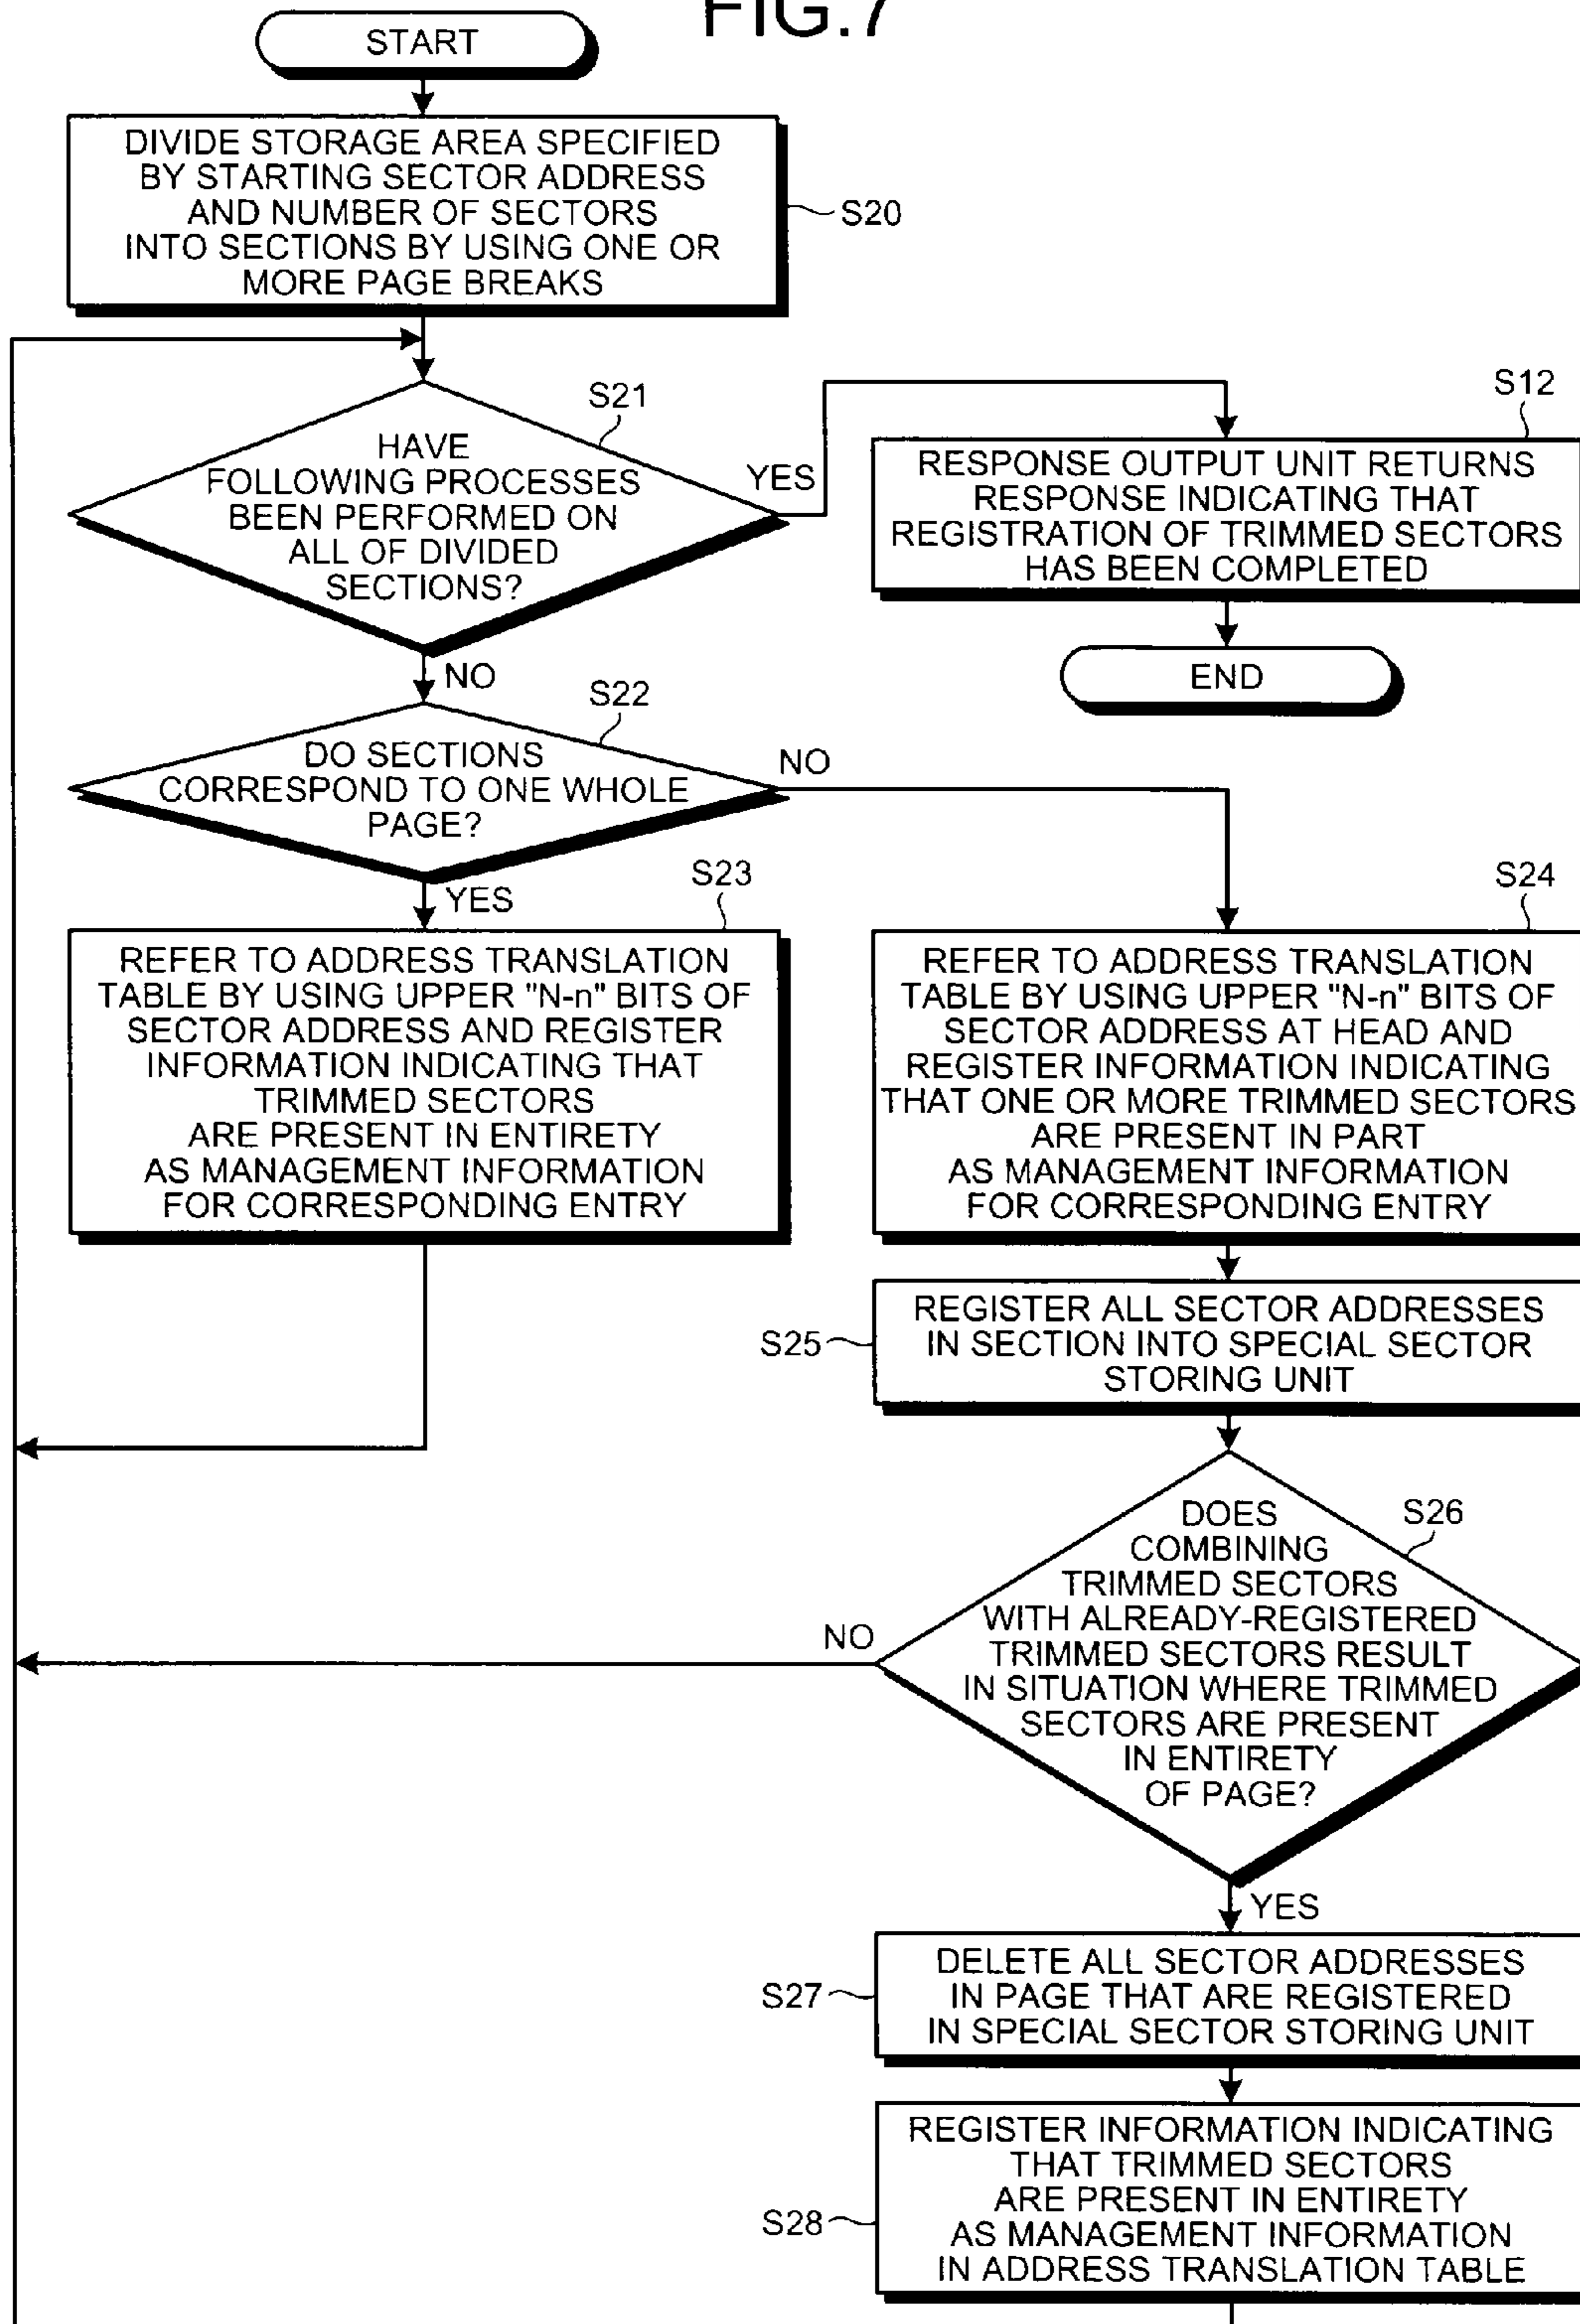 FIG.7
START
DIVIDE STORAGE AREA SPECIFIED
BY STARTING SECTOR ADDRESS
AND NUMBER OF SECTORS
INTO SECTIONS BY USING ONE OR
MORE PAGE BREAKS
S20
S21
HAVE
FOLLOWING PROCESSES
BEEN PERFORMED ON
ALL OF DIVIDED
SECTIONS?
YES
NO
S12
RESPONSE OUTPUT UNIT RETURNS
RESPONSE INDICATING THAT
REGISTRATION OF TRIMMED SECTORS
HAS BEEN COMPLETED
END
S22
DO SECTIONS
CORRESPOND TO ONE WHOLE
PAGE?
NO
YES
S23
REFER TO ADDRESS TRANSLATION
TABLE BY USING UPPER "N-n" BITS OF
SECTOR ADDRESS AND REGISTER
INFORMATION INDICATING THAT
TRIMMED SECTORS
ARE PRESENT IN ENTIRETY
AS MANAGEMENT INFORMATION
FOR CORRESPONDING ENTRY
S24
REFER TO ADDRESS TRANSLATION
TABLE BY USING UPPER "N-n" BITS OF
SECTOR ADDRESS AT HEAD AND
REGISTER INFORMATION INDICATING
THAT ONE OR MORE TRIMMED SECTORS
ARE PRESENT IN PART
AS MANAGEMENT INFORMATION
FOR CORRESPONDING ENTRY
S25
REGISTER ALL SECTOR ADDRESSES
IN SECTION INTO SPECIAL SECTOR
STORING UNIT
S26
DOES
COMBINING
TRIMMED SECTORS
WITH ALREADY-REGISTERED
TRIMMED SECTORS RESULT
IN SITUATION WHERE TRIMMED
SECTORS ARE PRESENT
IN ENTIRETY
OF PAGE?
NO
YES
S27
DELETE ALL SECTOR ADDRESSES
IN PAGE THAT ARE REGISTERED
IN SPECIAL SECTOR STORING UNIT
S28
REGISTER INFORMATION INDICATING
THAT TRIMMED SECTORS
ARE PRESENT IN ENTIRETY
AS MANAGEMENT INFORMATION
IN ADDRESS TRANSLATION TABLE